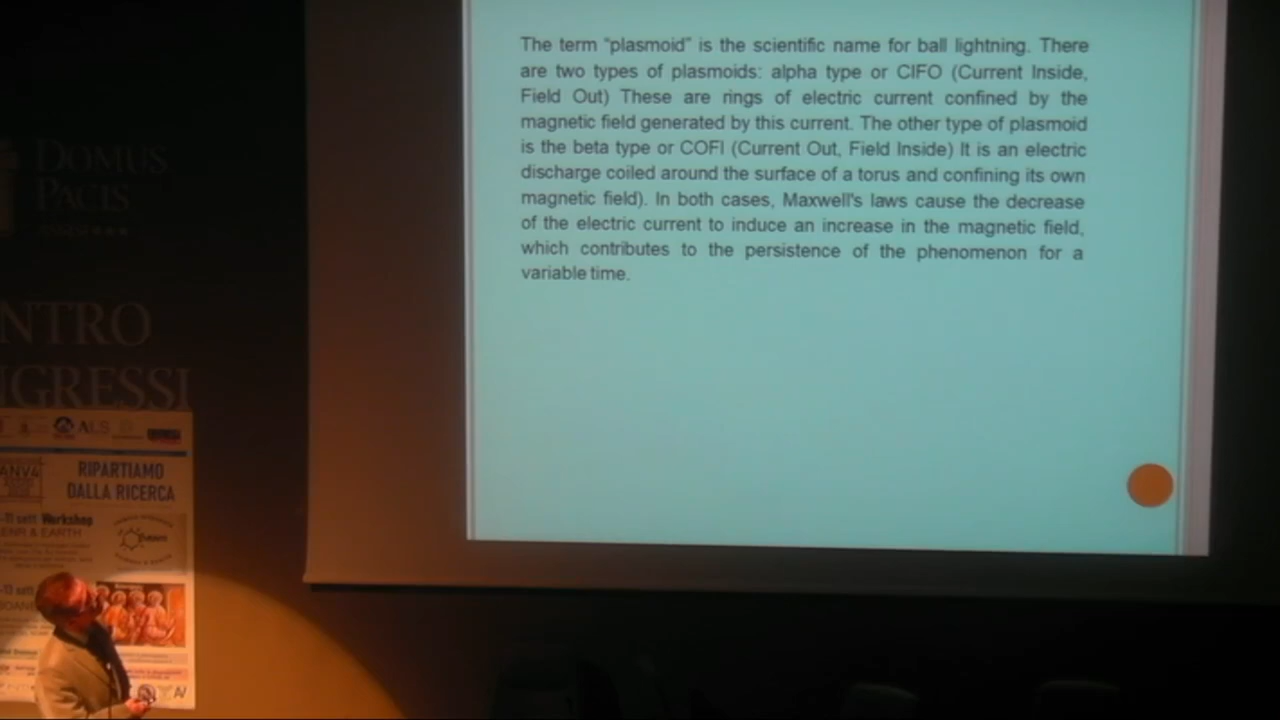 The term “plasmoid” is the scientific name for ball lightning. There
are two types of plasmoids: alpha type or CIFO (Current Inside,
Field Out) These are rings of electric current confined by the
magnetic field generated by this current. The other type of plasmoid
is the beta type or COFI (Current Out, Field Inside) It is an electric
discharge coiled around the surface of a torus and confining its own
magnetic field). In both cases, Maxwell's laws cause the decrease
of the electric current to induce an increase in the magnetic field,
which contributes to the persistence of the phenomenon for a
variable time.
DOMUS
PACIS
NTRO
NGRESSI
ALS
RIPARTIAMO
DALLA RICERCA
-11 sett Workshop
LENR & EARTH